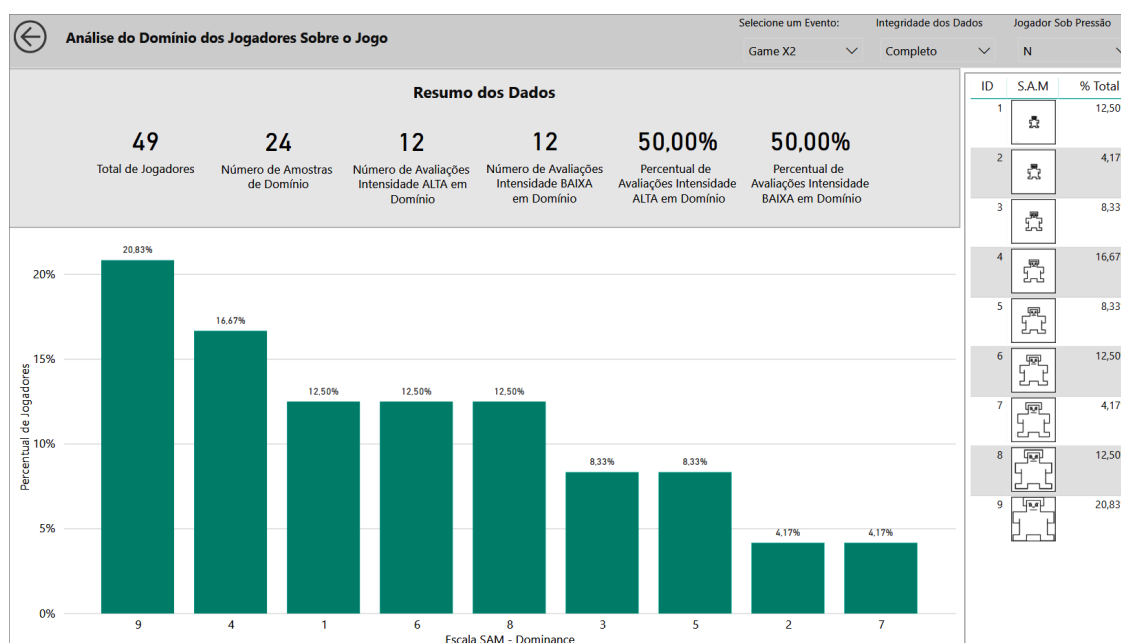 Selecione um Evento: Integridade dos Dados Jogador Sob Pressão
Análise do Domínio dos Jogadores Sobre o Jogo
Game X2 Completo N
Resumo dos Dados
49 24 12 12 50,00% 50,00%
Total de Jogadores Número de Amostras Número de Avaliações Número de Avaliações Percentual de Percentual de
de Domínio Intensidade ALTA em Intensidade BAIXA Avaliações Intensidade Avaliações Intensidade
Domínio em Domínio ALTA em Domínio BAIXA em Domínio
ID S.A.M % Total
1 12,50
2 4,17
3 8,33
4 16,67
5 8,33
6 12,50
7 4,17
8 12,50
9 20,83
Percentual de Jogadores
20%
15%
10%
5%
0%
20,83%
16,67%
12,50%
12,50%
12,50%
8,33%
8,33%
4,17%
4,17%
9 4 1 6 8 3 5 2 7
Escala SAM - Dominance